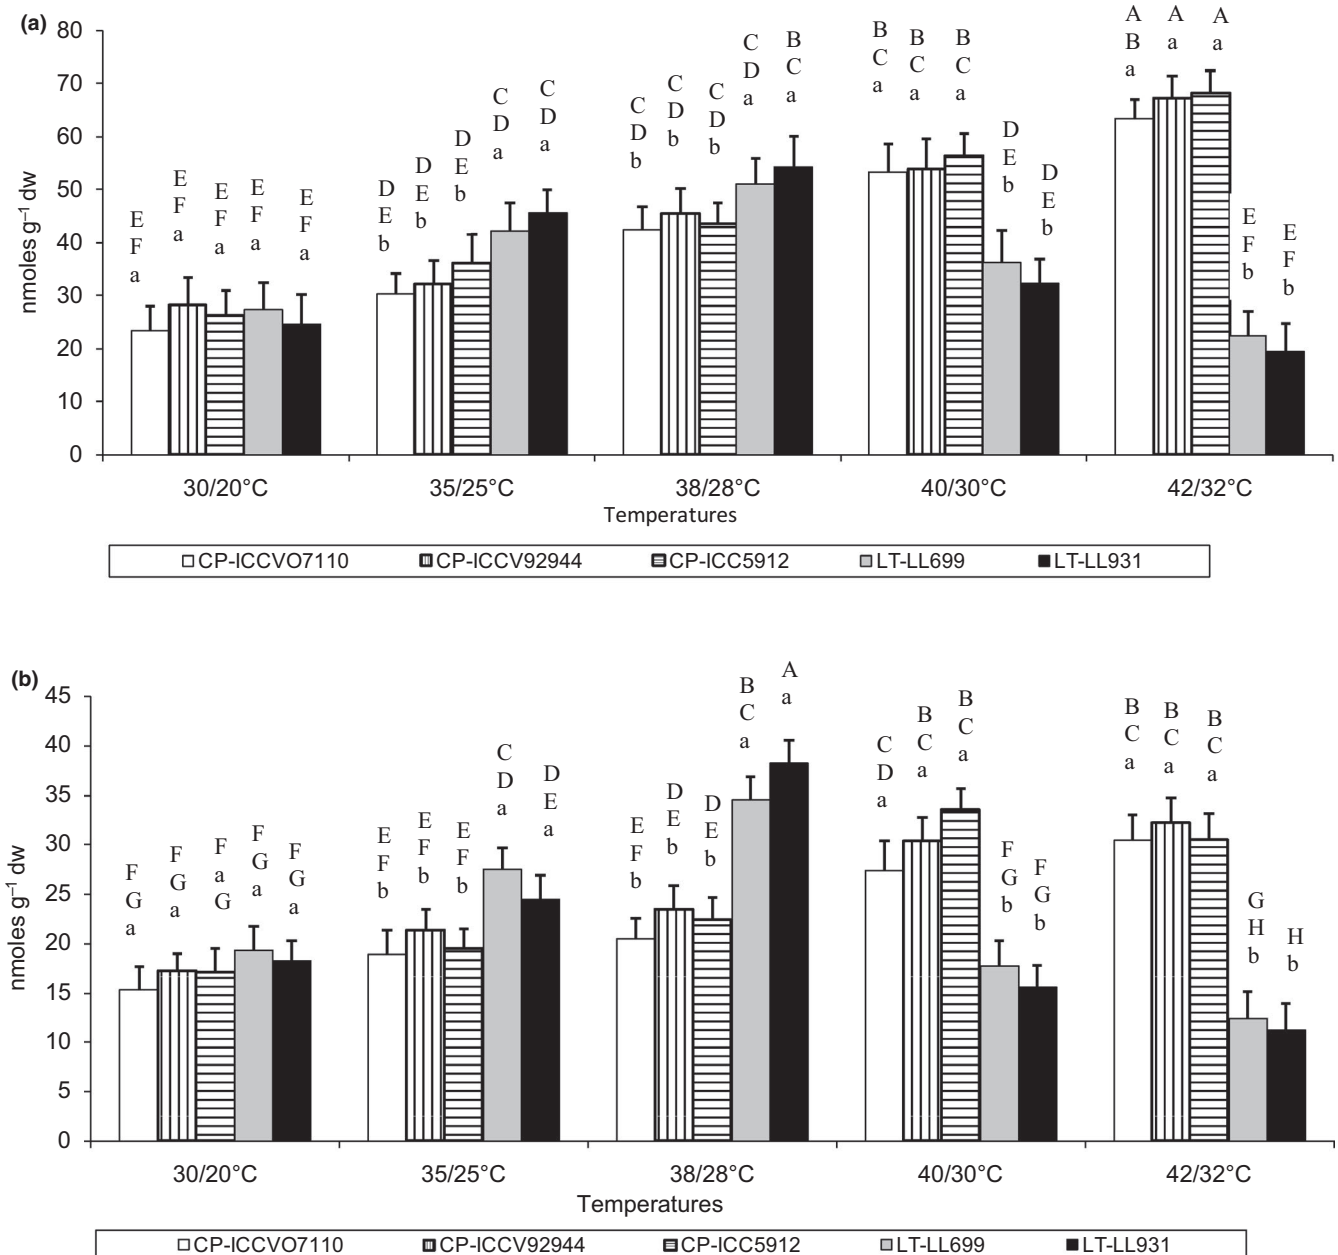 (a)
nmoles g⁻¹ dw
80
70
60
50
40
30
20
10
0
E F a
E F a
E F a
E F a
E F a
D E b
D E b
D E b
C D a
C D a
C D b
C D b
C D b
C D a
B C a
B C a
B C a
B C a
D E b
D E b
A B a
A a
A a
E F b
E F b
30/20°C 35/25°C 38/28°C 40/30°C 42/32°C
Temperatures
CP-ICCVO7110 CP-ICCV92944 CP-ICC5912 LT-LL699 LT-LL931
(b)
nmoles g⁻¹ dw
45
40
35
30
25
20
15
10
5
0
F G a
F G a
F a G
F G a
F G a
E F b
E F b
E F b
C D a
D E a
E F b
D E b
D E b
B C a
A a
C D a
B C a
B C a
F G b
F G b
B C a
B C a
B C a
G H b
H b
30/20°C 35/25°C 38/28°C 40/30°C 42/32°C
Temperatures
CP-ICCVO7110 CP-ICCV92944 CP-ICC5912 LT-LL699 LT-LL931